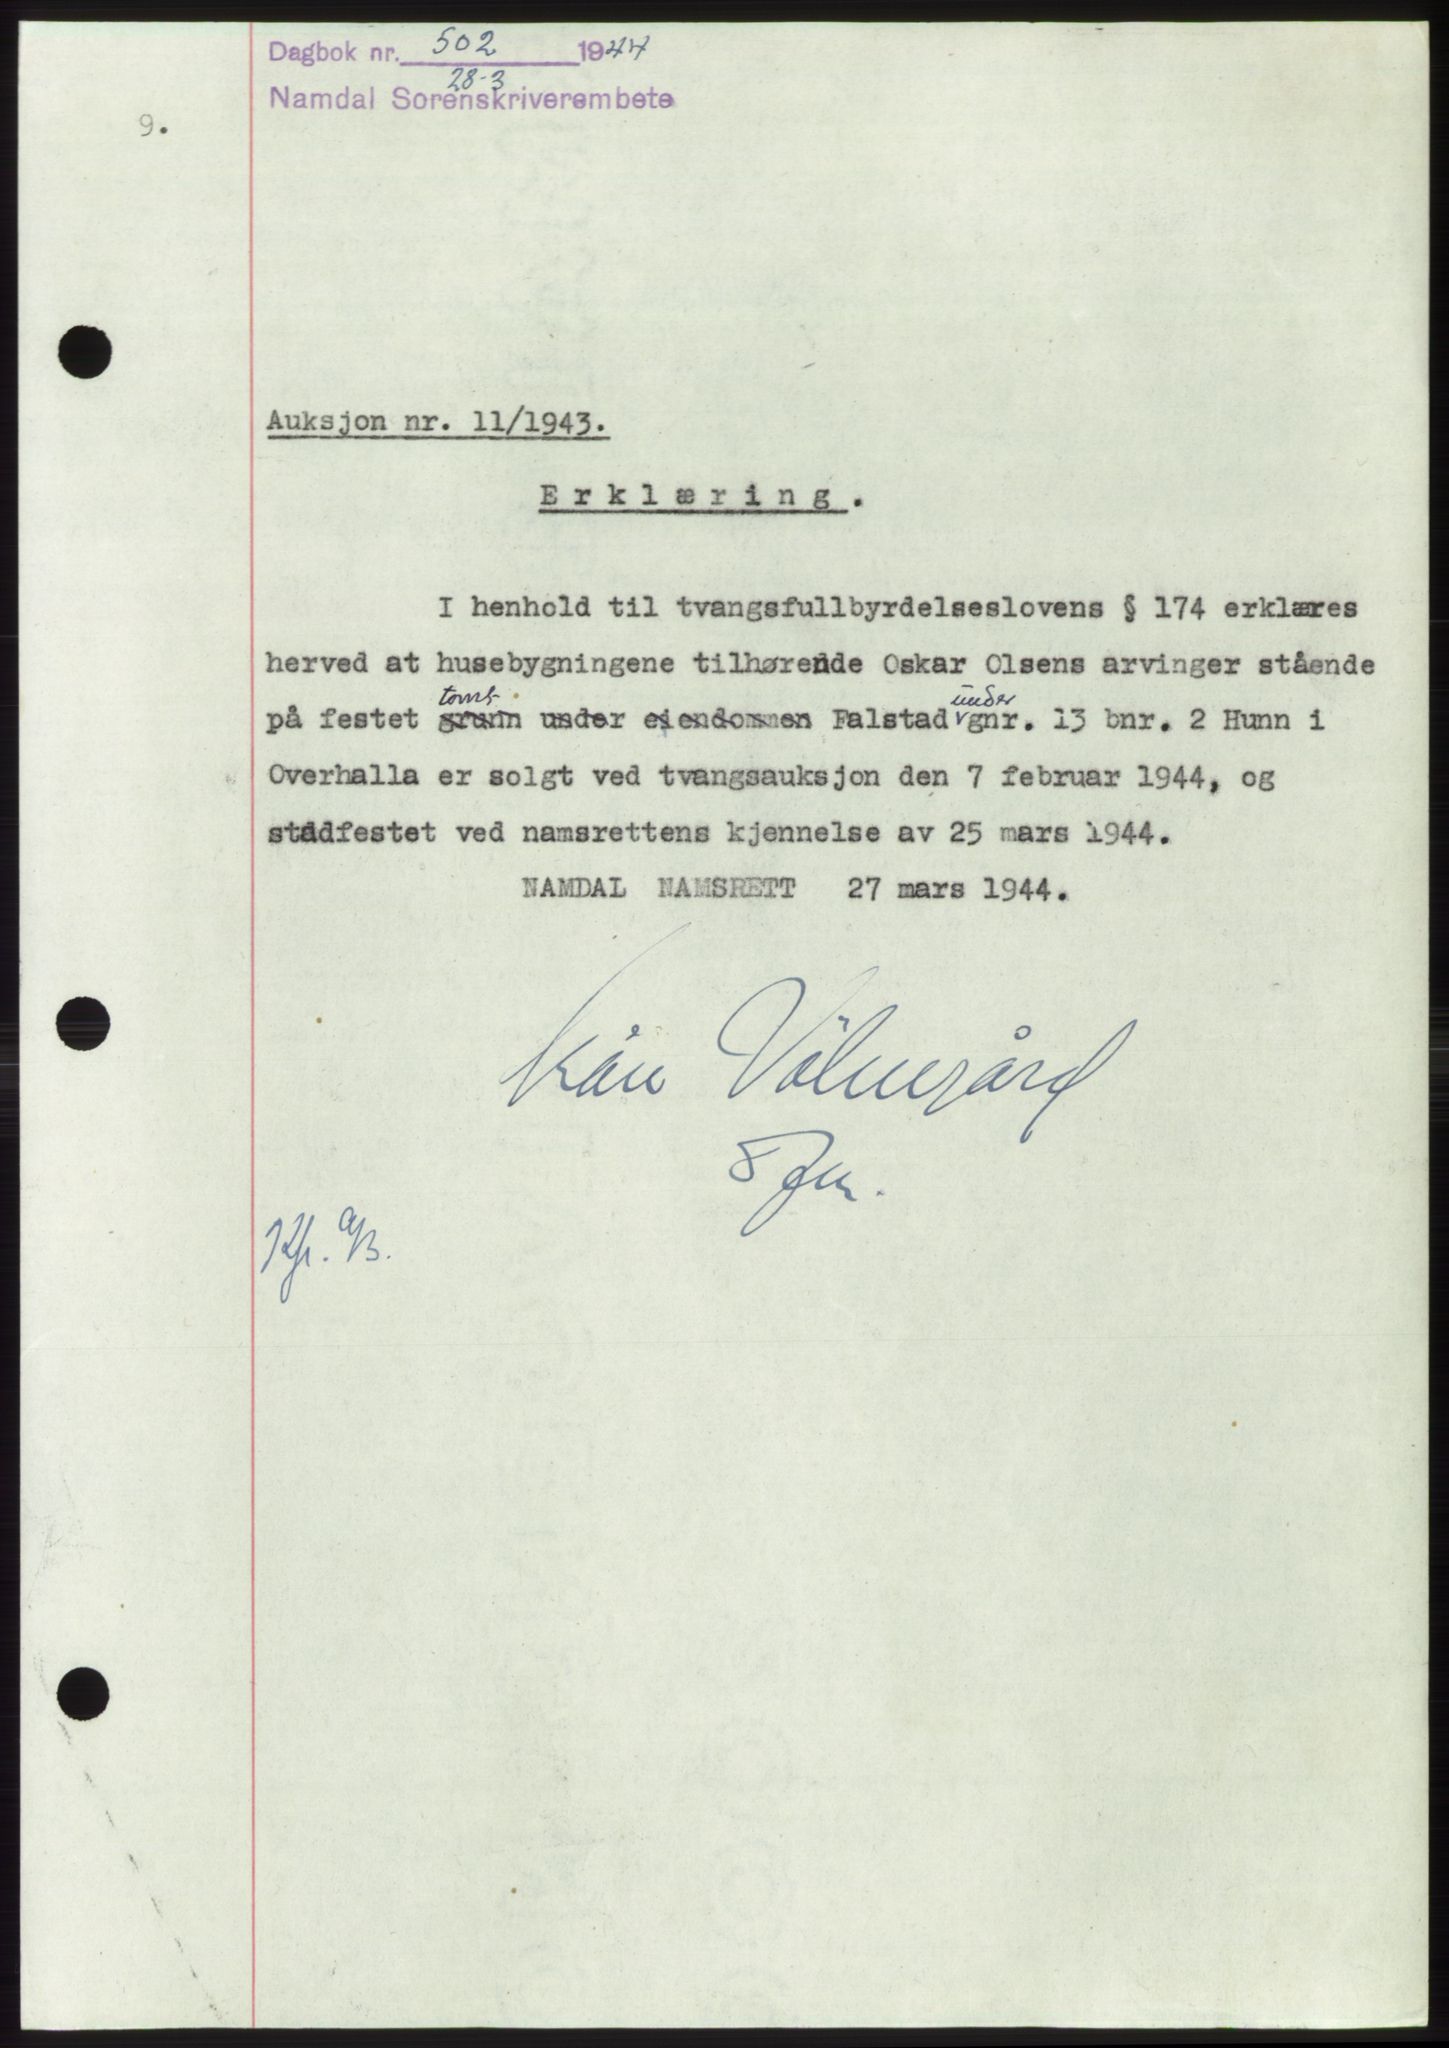 Dagbok nr. 502 1944
28-3
Namdal Sorenskriverembete
9.
Auksjon nr. 11/1943.
Erklæring.
I henhold til tvangsfullbyrdelseslovens § 174 erklæres
herved at husebygningene tilhørende Oskar Olsens arvinger stående
tomt under
på festet grunn under eiendommen Falstad gnr. 13 bnr. 2 Hunn i
Overhalla er solgt ved tvangsauksjon den 7 februar 1944, og
stadfestet ved namsrettens kjennelse av 25 mars 1944.
NAMDAL NAMSRETT 27 mars 1944.